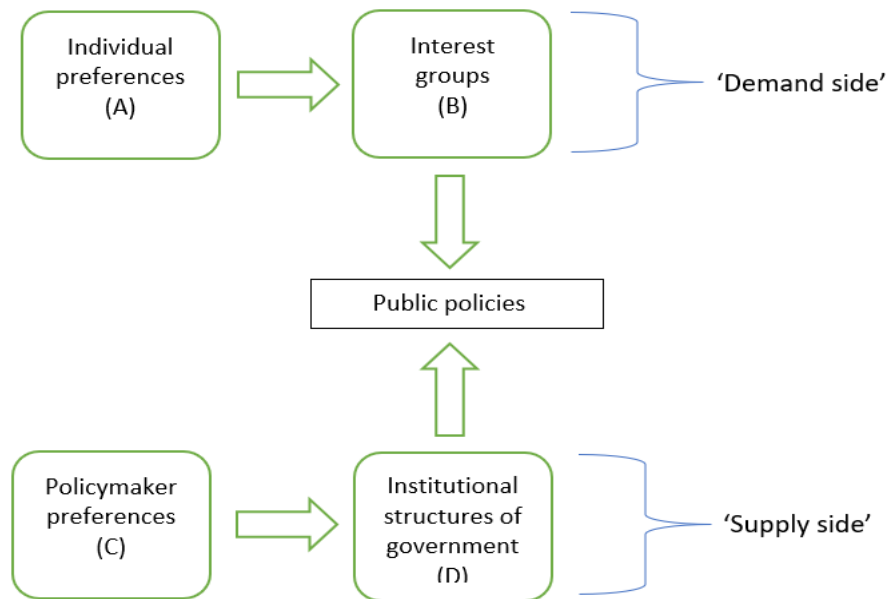 Individual
preferences
(A)
Interest
groups
(B)
‘Demand side’
Public policies
Policymaker
preferences
(C)
Institutional
structures of
government
(D)
‘Supply side’